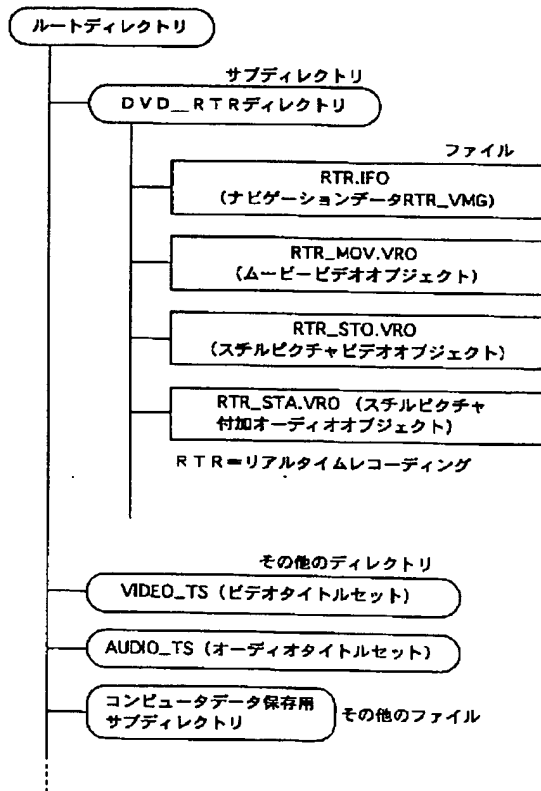 ルートディレクトリ
サブディレクトリ
DVD__RTRディレクトリ
ファイル
RTR.IFO
(ナビゲーションデータRTR_VMG)
RTR_MOV.VRO
(ムービービデオオブジェクト)
RTR_STO.VRO
(スチルピクチャビデオオブジェクト)
RTR_STA.VRO (スチルピクチャ
付加オーディオオブジェクト)
RTR=リアルタイムレコーディング
その他のディレクトリ
VIDEO_TS (ビデオタイトルセット)
AUDIO_TS (オーディオタイトルセット)
コンピュータデータ保存用
サブディレクトリ
その他のファイル